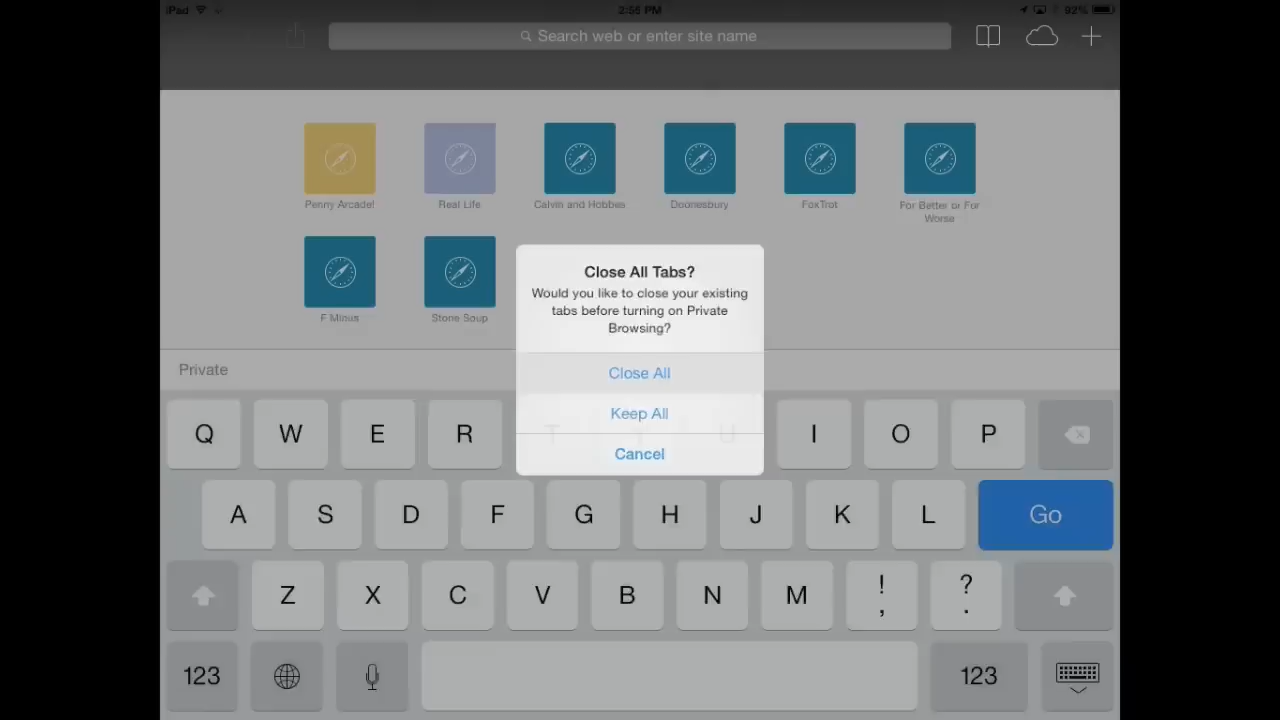 iPad 2:56 PM 92%
Search web or enter site name
Penny Arcade! Real Life Calvin and Hobbes Doonesbury FoxTrot For Better or For
Worse
F Minus Stone Soup
Close All Tabs?
Would you like to close your existing
tabs before turning on Private
Browsing?
Private
Close All
Keep All
Cancel
Q W E R T Y U I O P
A S D F G H J K L Go
Z X C V B N M ! , ? .
123 123